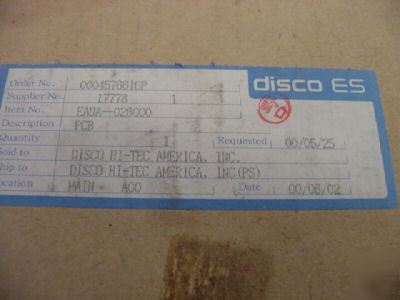 disco ES
Order No. 00045766IGP
Supplier No. 17778 1
Item No. EAUA--026000
Description PCB
Quantity 1 Requested 00/05/25
Sold to DISCO HI-TEC AMERICA, INC.
Ship to DISCO HI-TEC AMERICA, INC(PS)
Location MAIN ACO Date 00/06/02